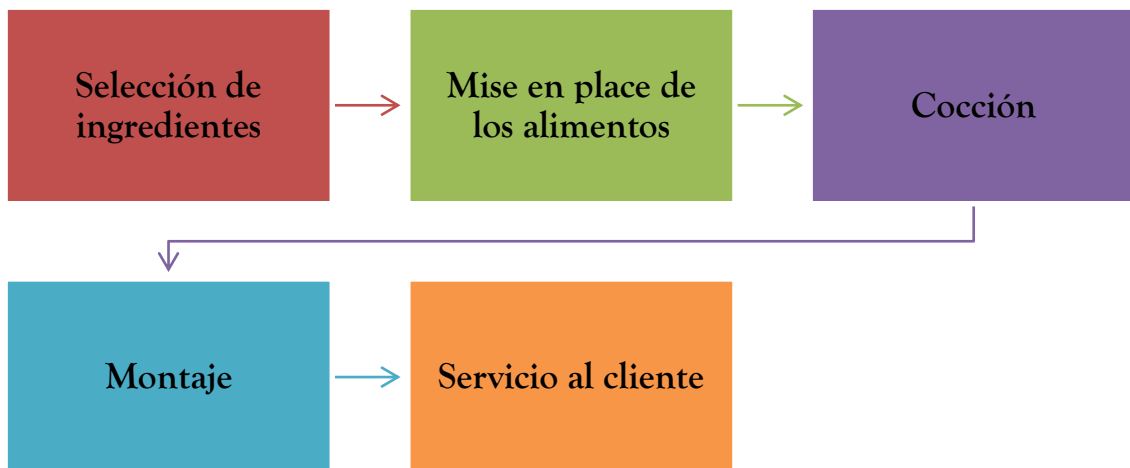 Selección de
ingredientes
Mise en place de
los alimentos
Cocción
Montaje
Servicio al cliente